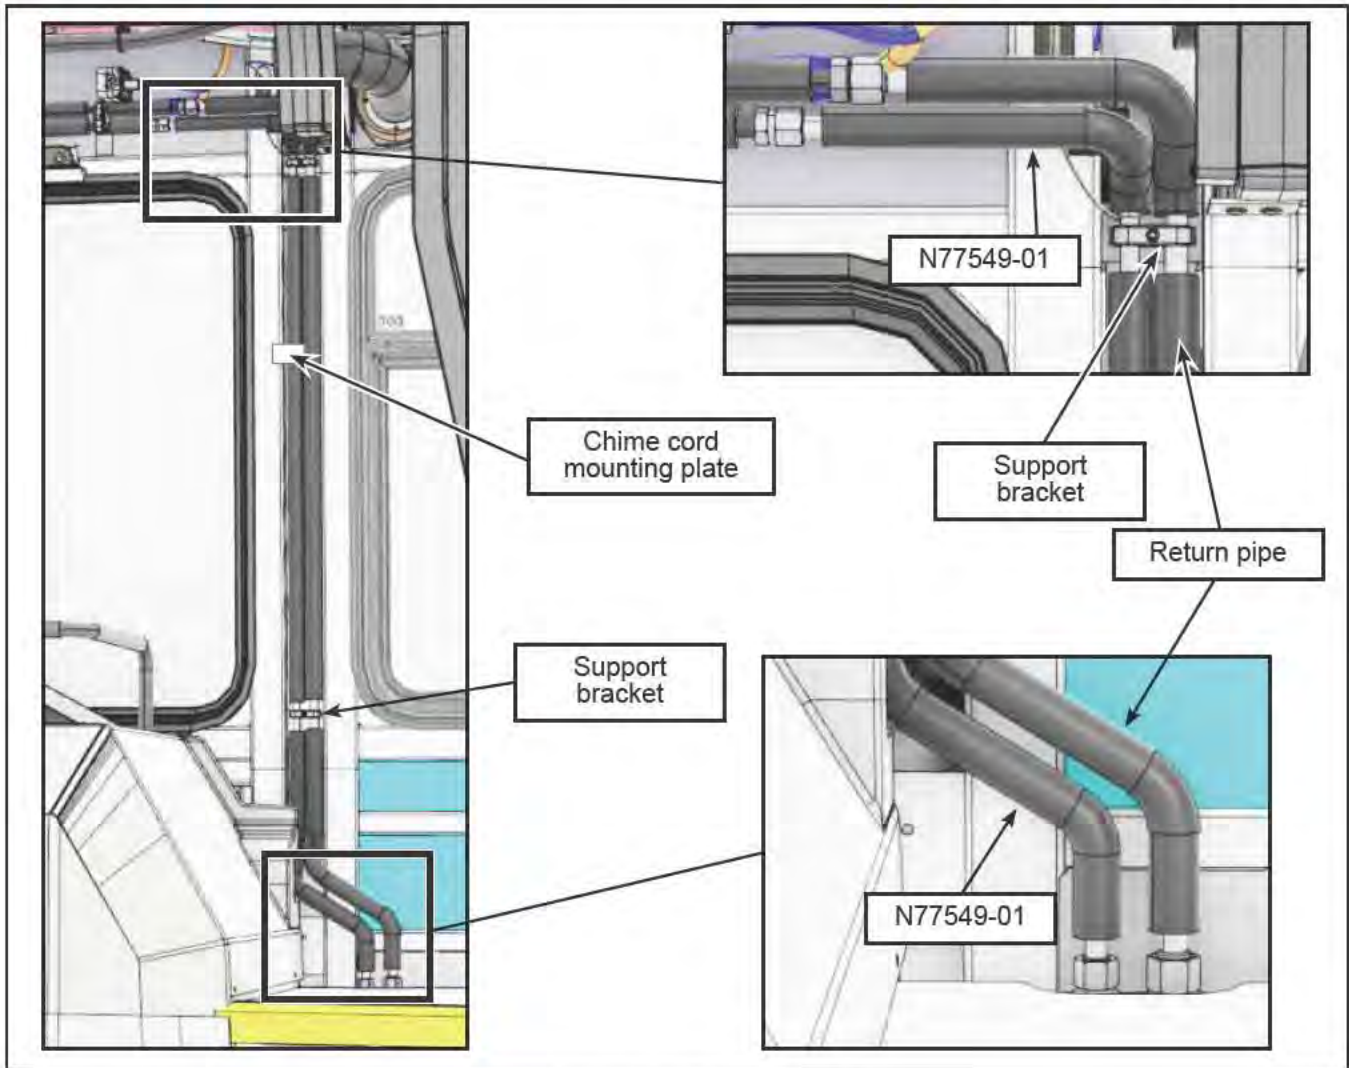 N77549-01
Chime cord
mounting plate
Support
bracket
Return pipe
Support
bracket
N77549-01